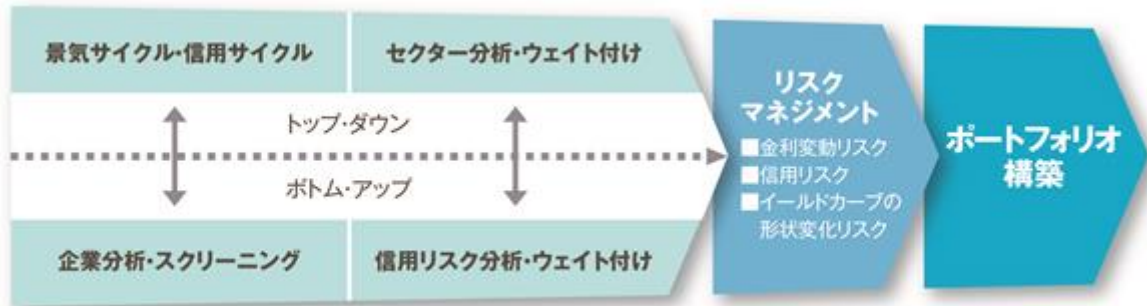 景気サイクル・信用サイクル
セクター分析・ウェイト付け
トップ・ダウン
ボトム・アップ
企業分析・スクリーニング
信用リスク分析・ウェイト付け
リスク
マネジメント
■金利変動リスク
■信用リスク
■イールドカーブの
形状変化リスク
ポートフォリオ
構築